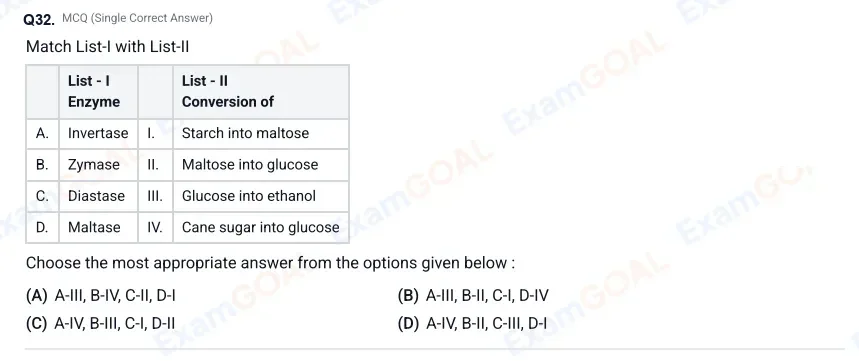 Q32. MCQ (Single Correct Answer)
Match List-I with List-II
List - I List - II
Enzyme Conversion of
A. Invertase I. Starch into maltose
B. Zymase II. Maltose into glucose
C. Diastase III. Glucose into ethanol
D. Maltase IV. Cane sugar into glucose
Choose the most appropriate answer from the options given below :
(A) A-III, B-IV, C-II, D-I (B) A-III, B-II, C-I, D-IV
(C) A-IV, B-III, C-I, D-II (D) A-IV, B-II, C-III, D-I
ExamGOAL